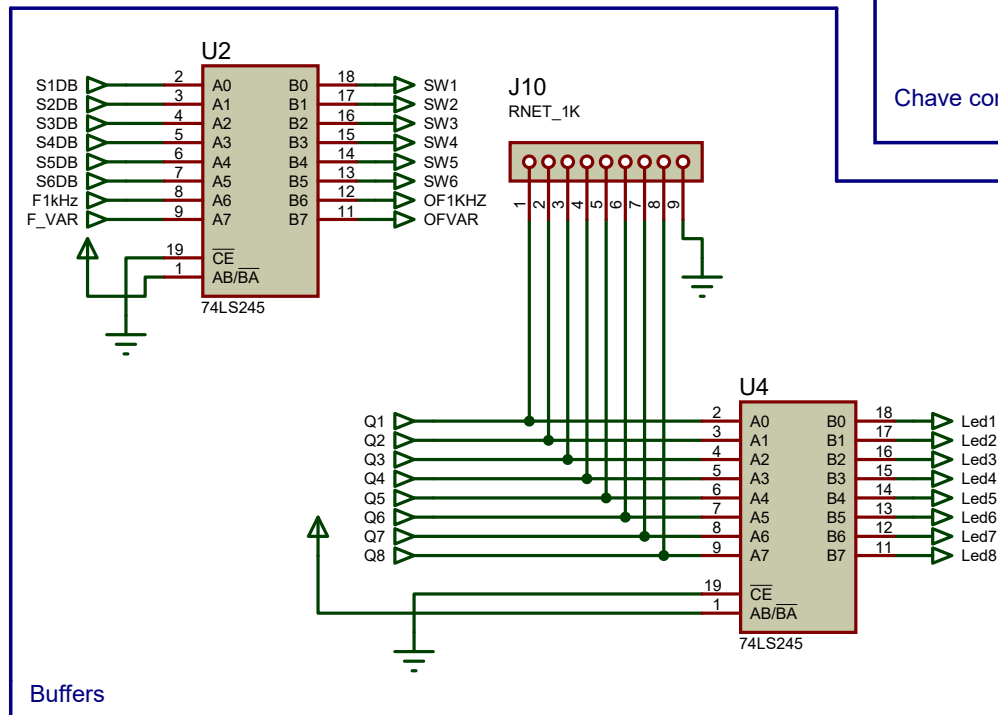 U2
S1DB 2 A0 B0 18 SW1
S2DB 3 A1 B1 17 SW2
S3DB 4 A2 B2 16 SW3
S4DB 5 A3 B3 15 SW4
S5DB 6 A4 B4 14 SW5
S6DB 7 A5 B5 13 SW6
F1kHz 8 A6 B6 12 OF1KHZ
F_VAR 9 A7 B7 11 OFVAR
19 CE
1 AB/BA
74LS245
J10
RNET_1K
1 2 3 4 5 6 7 8 9
Chave con
U4
Q1 2 A0 B0 18 Led1
Q2 3 A1 B1 17 Led2
Q3 4 A2 B2 16 Led3
Q4 5 A3 B3 15 Led4
Q5 6 A4 B4 14 Led5
Q6 7 A5 B5 13 Led6
Q7 8 A6 B6 12 Led7
Q8 9 A7 B7 11 Led8
19 CE
1 AB/BA
74LS245
Buffers